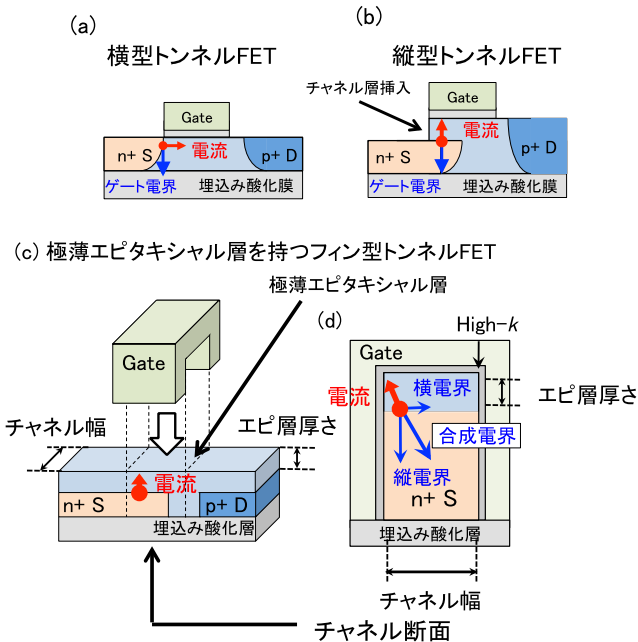 (a)
横型トンネルFET
Gate
n+ S
電流
p+ D
ゲート電界
埋込み酸化膜
(b)
縦型トンネルFET
チャネル層挿入
Gate
電流
n+ S
p+ D
ゲート電界
埋込み酸化膜
(c) 極薄エピタキシャル層を持つフィン型トンネルFET
極薄エピタキシャル層
Gate
チャネル幅
エピ層厚さ
電流
n+ S
p+ D
埋込み酸化層
(d)
High-k
Gate
電流
横電界
エピ層厚さ
合成電界
縦電界
n+ S
埋込み酸化層
チャネル幅
チャネル断面